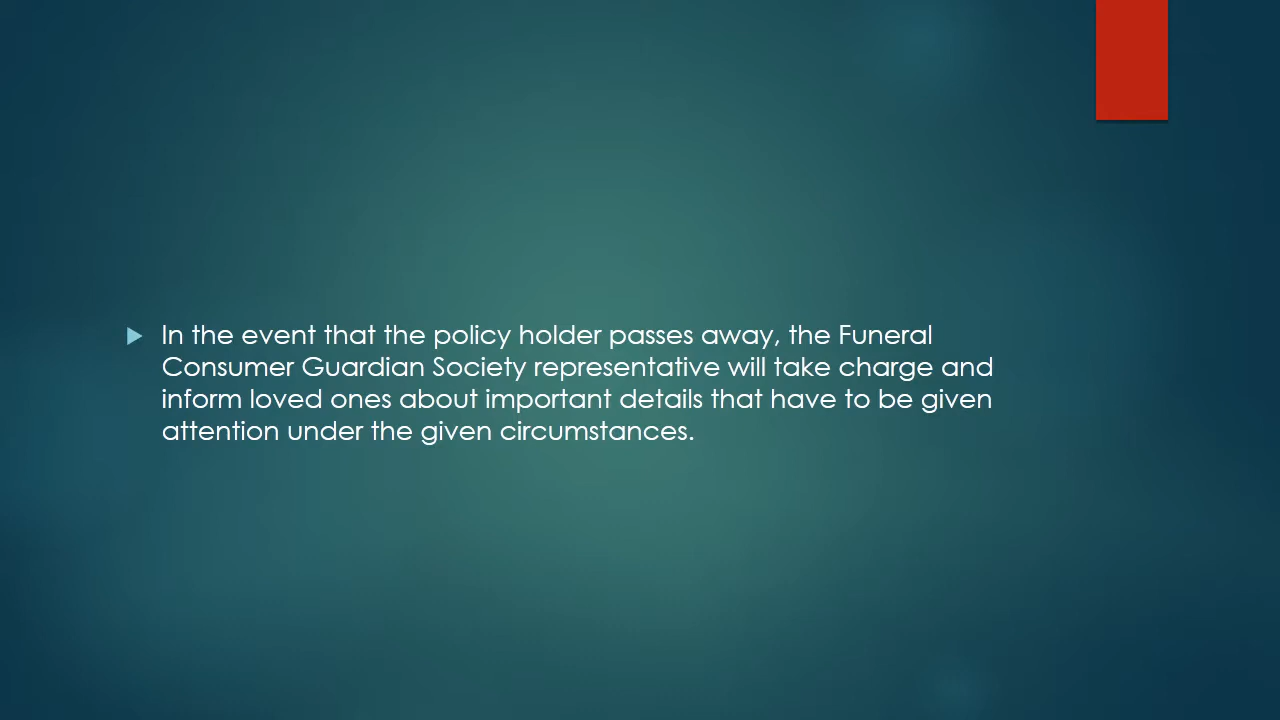 In the event that the policy holder passes away, the Funeral
Consumer Guardian Society representative will take charge and
inform loved ones about important details that have to be given
attention under the given circumstances.